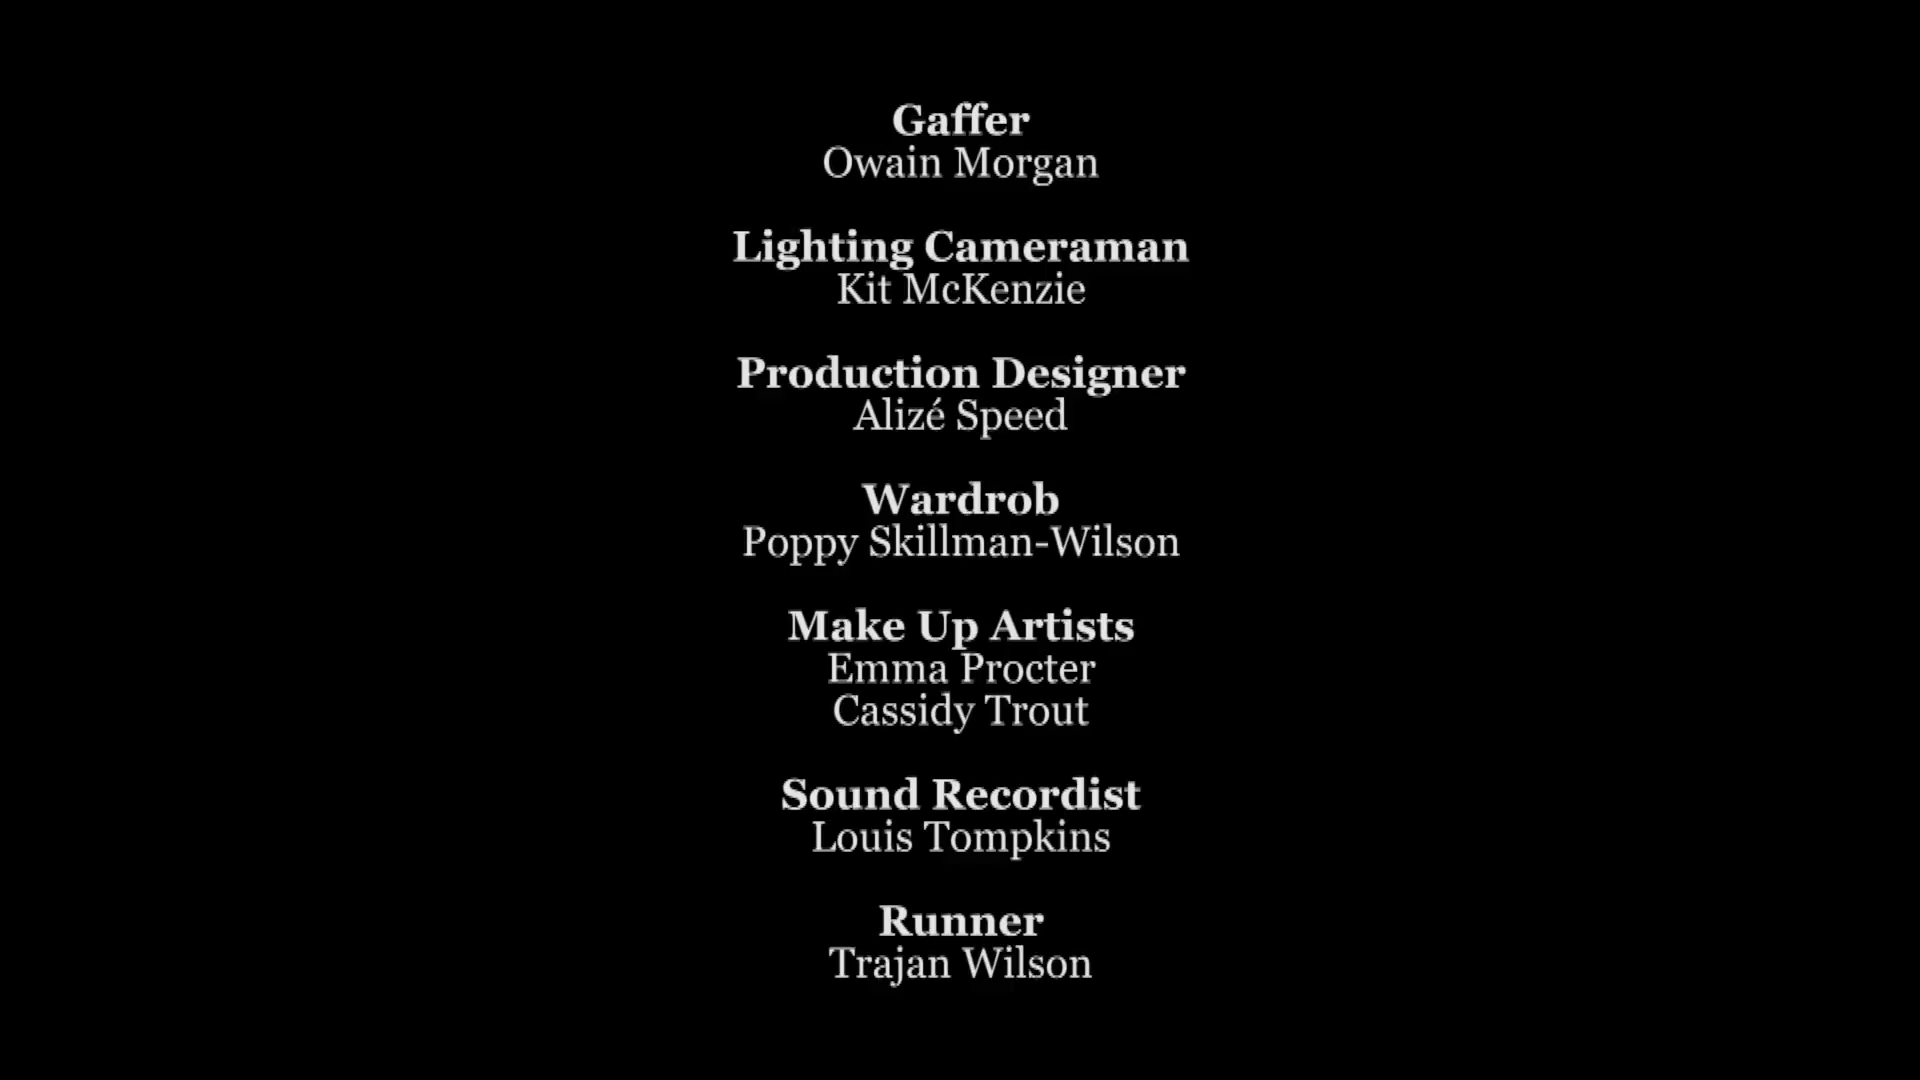 Gaffer
Owain Morgan
Lighting Cameraman
Kit McKenzie
Production Designer
Alizé Speed
Wardrob
Poppy Skillman-Wilson
Make Up Artists
Emma Procter
Cassidy Trout
Sound Recordist
Louis Tompkins
Runner
Trajan Wilson